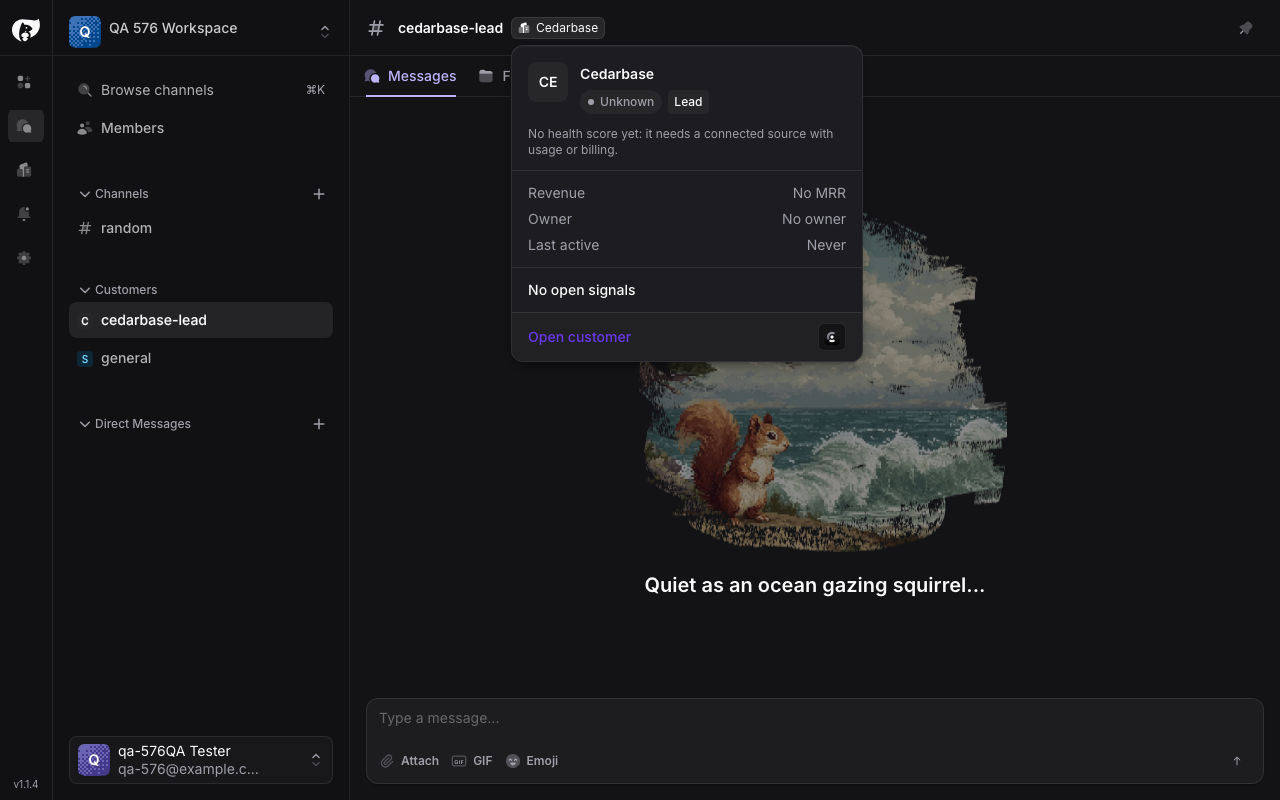 Q
QA 576 Workspace
Browse channels
⌘K
Members
Channels
random
Customers
C
cedarbase-lead
S
general
Direct Messages
Q
qa-576QA Tester
qa-576@example.c...
v1.1.4
# cedarbase-lead
Cedarbase
Messages
F
CE
Cedarbase
Unknown
Lead
No health score yet: it needs a connected source with
usage or billing.
Revenue
No MRR
Owner
No owner
Last active
Never
No open signals
Open customer
Quiet as an ocean gazing squirrel...
Type a message...
Attach
GIF
GIF
Emoji